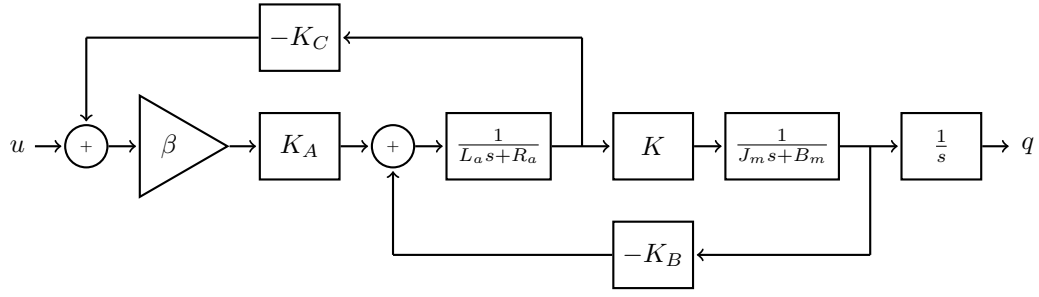 -K_C
u
+
β
K_A
+
1/(L_a s+R_a)
K
1/(J_m s+B_m)
1/s
q
-K_B